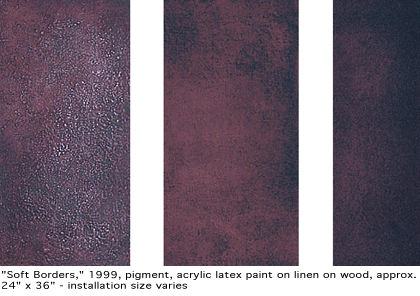 "Soft Borders," 1999, pigment, acrylic latex paint on linen on wood, approx.
24" x 36" - installation size varies